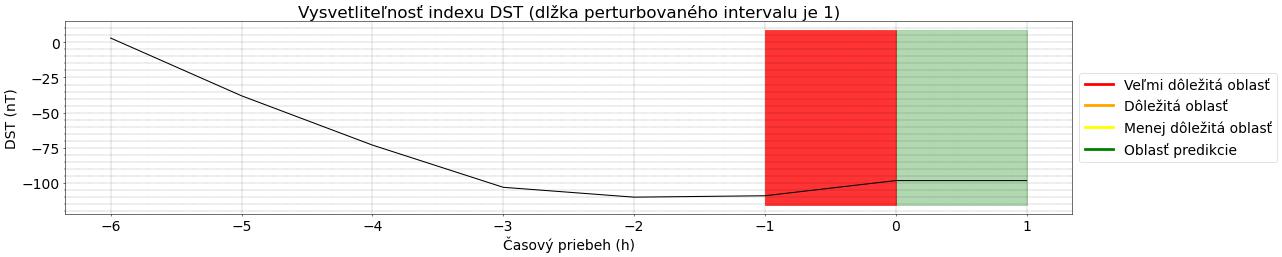 Vysvetliteľnosť indexu DST (dĺžka perturbovaného intervalu je 1)
DST (nT)
0
−25
−50
−75
−100
−6
−5
−4
−3
−2
−1
0
1
Časový priebeh (h)
Veľmi dôležitá oblasť
Dôležitá oblasť
Menej dôležitá oblasť
Oblasť predikcie